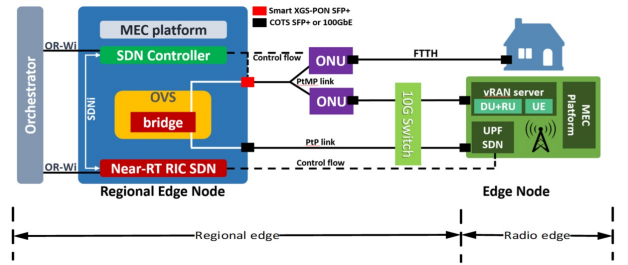 Smart XGS-PON SFP+
COTS SFP+ or 100GbE
MEC platform
OR-Wi
SDN Controller
Control flow
ONU
FTTH
PtMP link
Orchestrator
SDNi
OVS
bridge
ONU
10G Switch
vRAN server
DU+RU
UE
MEC
Platform
UPF
SDN
PtP link
OR-Wi
Near-RT RIC SDN
Control flow
Regional Edge Node
Edge Node
Regional edge
Radio edge